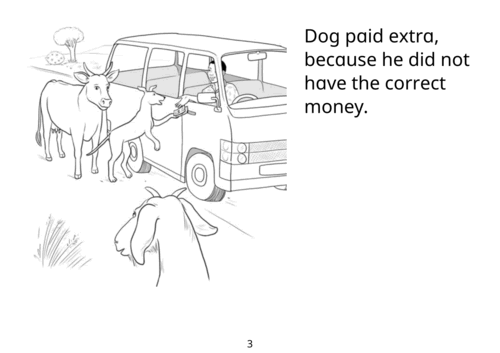 Dog paid extra,
because he did not
have the correct
money.
3